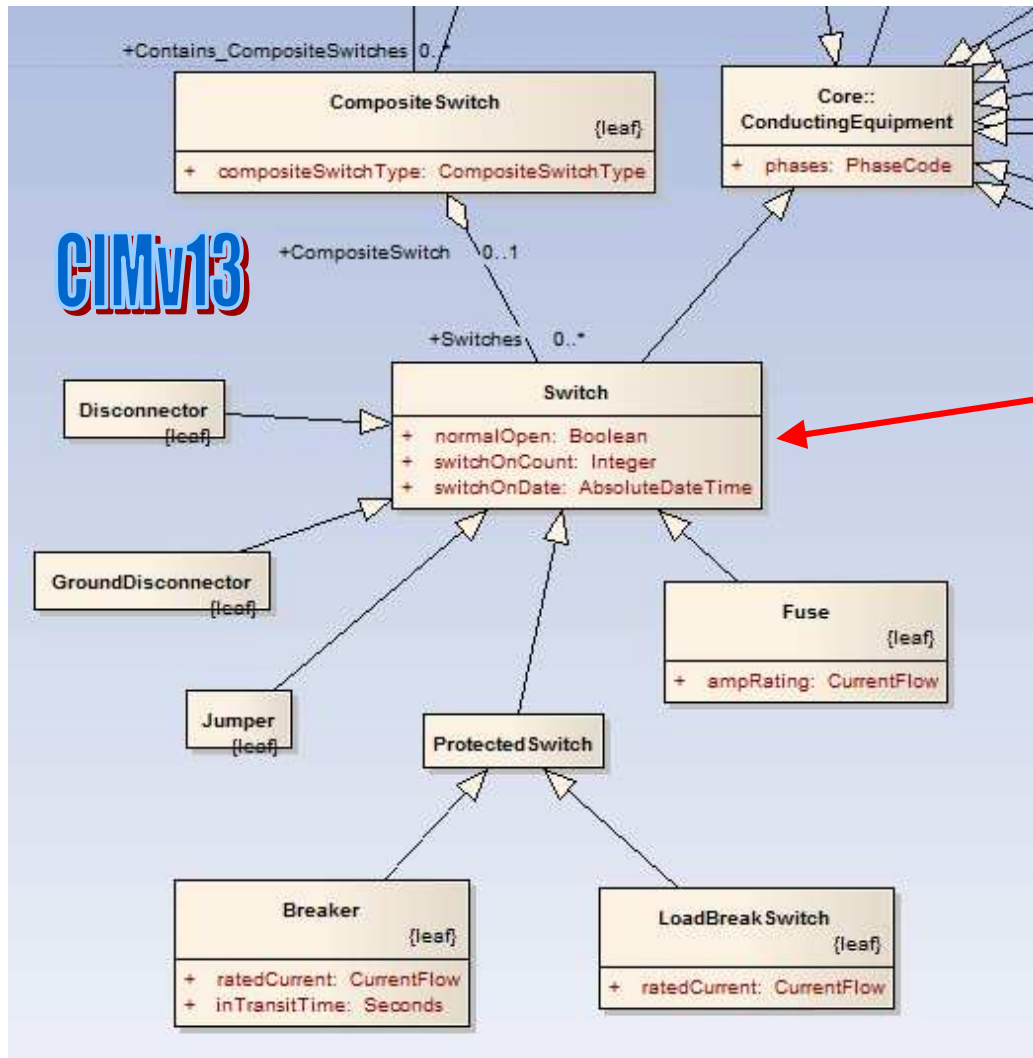 +Contains_CompositeSwitches 0..*
CompositeSwitch
{leaf}
+ compositeSwitchType: CompositeSwitchType
Core::
ConductingEquipment
+ phases: PhaseCode
CIMv13
+CompositeSwitch 0..1
+Switches 0..*
Switch
+ normalOpen: Boolean
+ switchOnCount: Integer
+ switchOnDate: AbsoluteDateTime
Disconnector
{leaf}
GroundDisconnector
{leaf}
Jumper
{leaf}
ProtectedSwitch
Fuse
{leaf}
+ ampRating: CurrentFlow
Breaker
{leaf}
+ ratedCurrent: CurrentFlow
+ inTransitTime: Seconds
LoadBreakSwitch
{leaf}
+ ratedCurrent: CurrentFlow